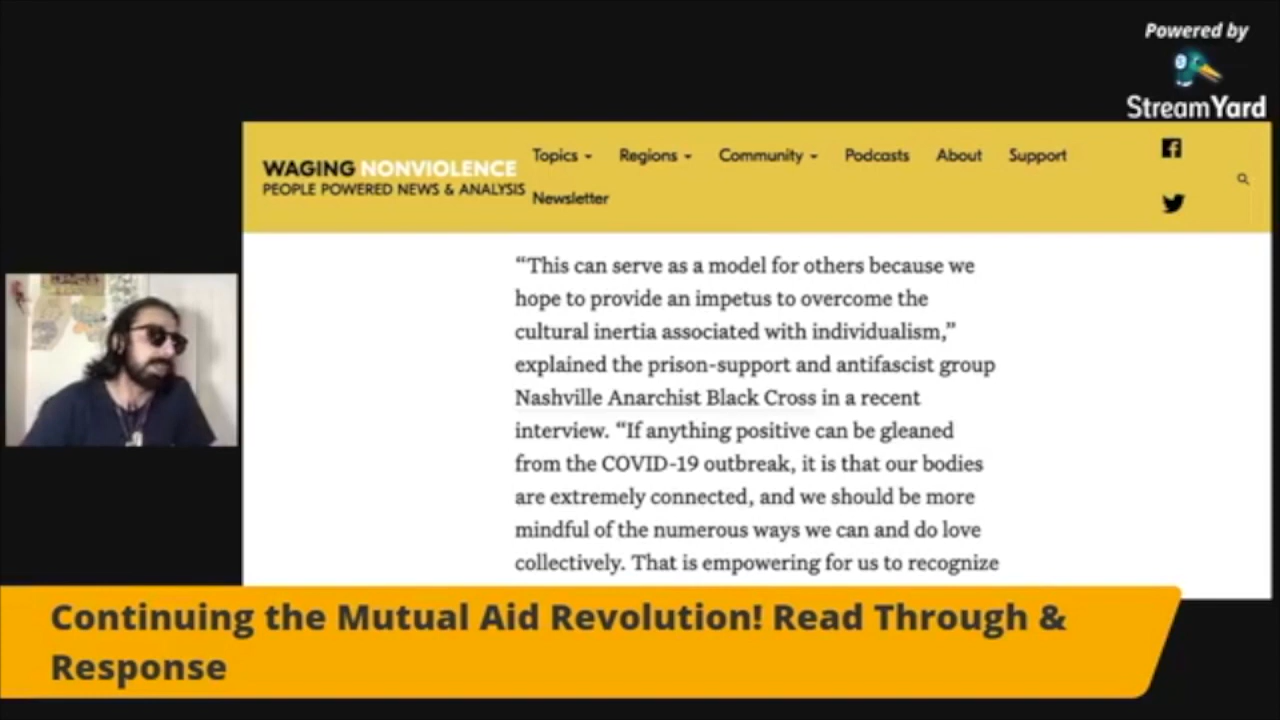 Powered by
StreamYard
WAGING NONVIOLENCE
PEOPLE POWERED NEWS & ANALYSIS
Topics Regions Community Podcasts About Support
Newsletter
“This can serve as a model for others because we
hope to provide an impetus to overcome the
cultural inertia associated with individualism,”
explained the prison-support and antifascist group
Nashville Anarchist Black Cross in a recent
interview. “If anything positive can be gleaned
from the COVID-19 outbreak, it is that our bodies
are extremely connected, and we should be more
mindful of the numerous ways we can and do love
collectively. That is empowering for us to recognize
Continuing the Mutual Aid Revolution! Read Through &
Response